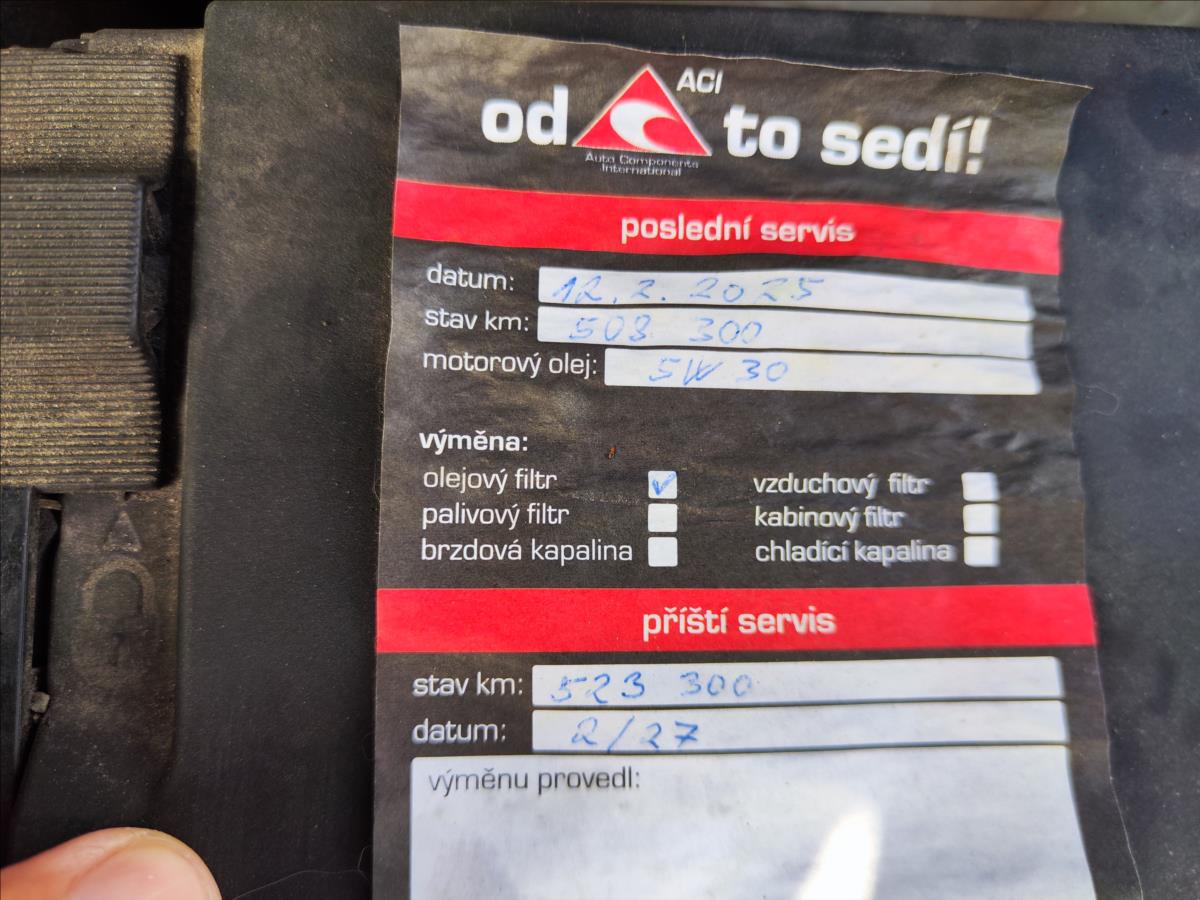 ACI
od to sedí!
Auto Components
International
poslední servis
datum: 12. 2. 2025
stav km: 508 300
motorový olej: 5W 30
výměna:
olejový filtr ✓ vzduchový filtr
palivový filtr kabinový filtr
brzdová kapalina chladící kapalina
příští servis
stav km: 523 300
datum: 2/27
výměnu provedl: